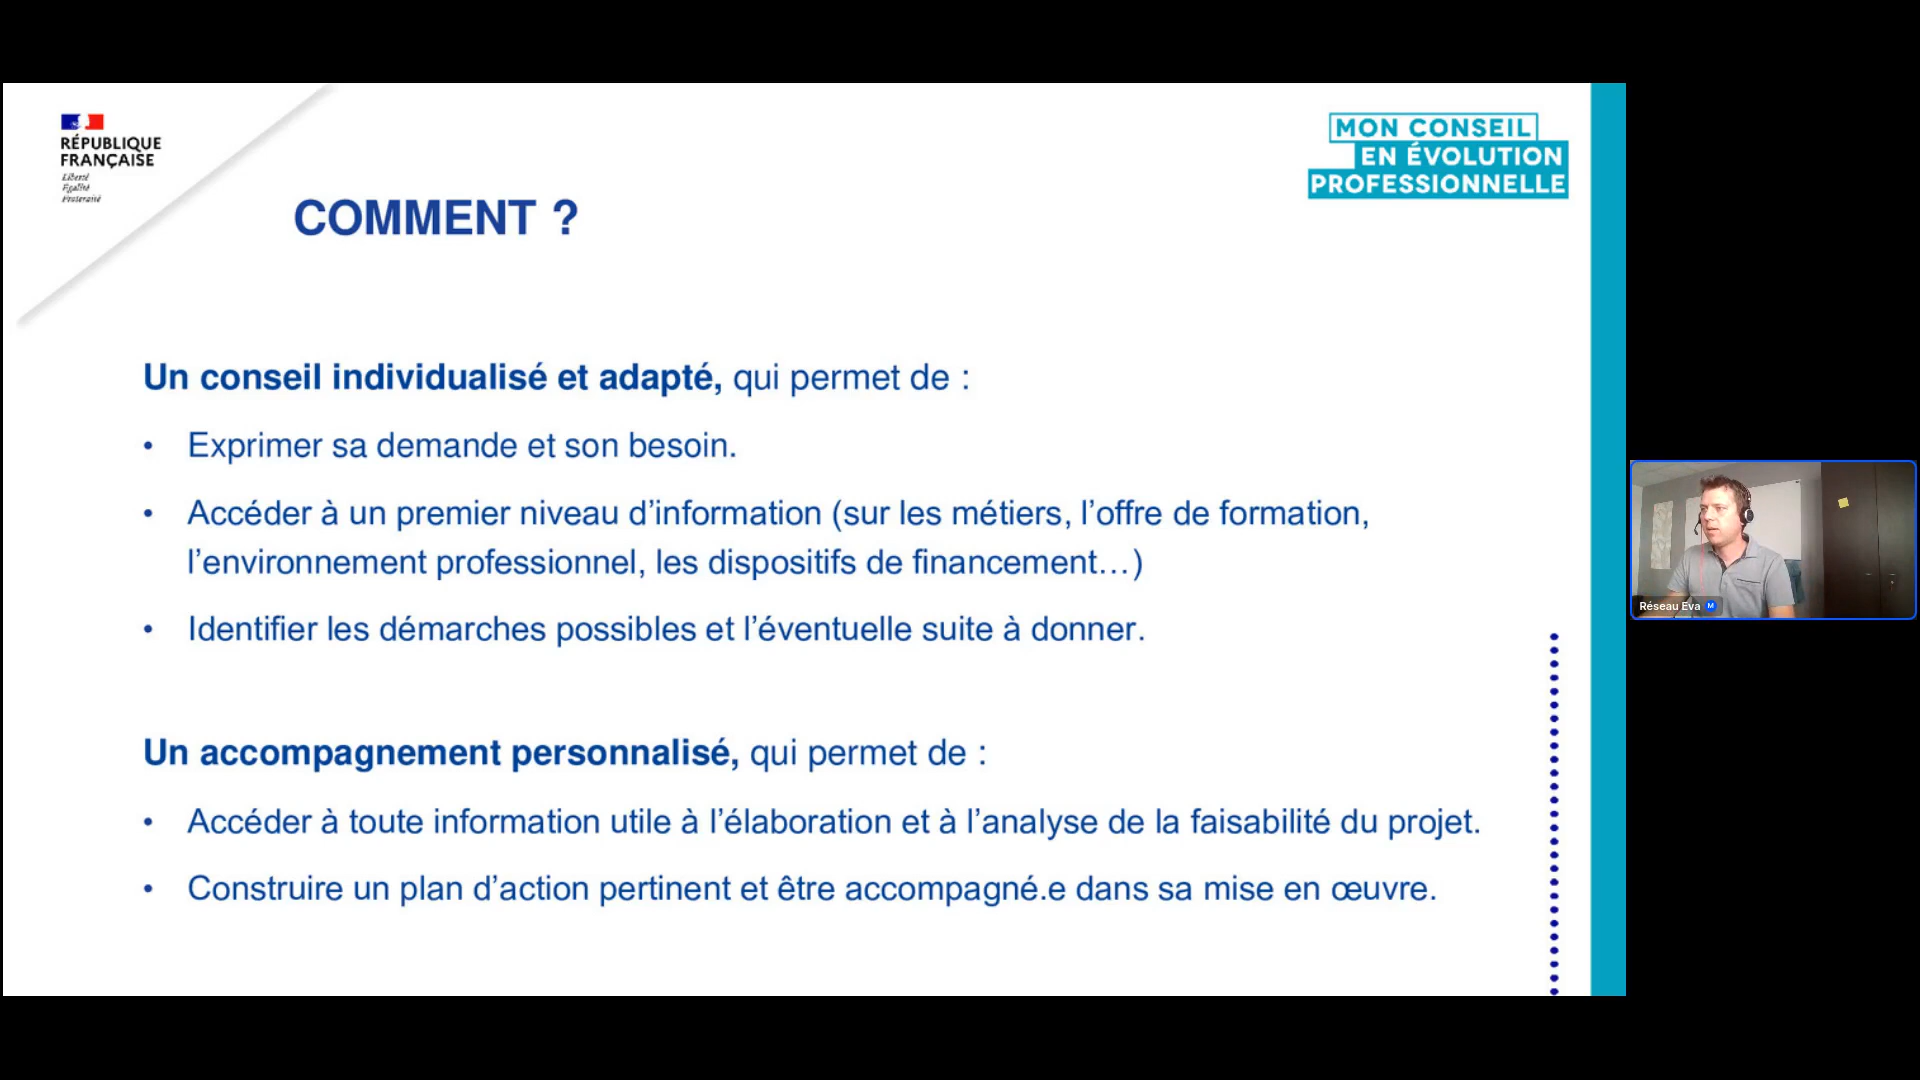 RÉPUBLIQUE
FRANÇAISE
Liberté
Égalité
Fraternité
MON CONSEIL
EN ÉVOLUTION
PROFESSIONNELLE
COMMENT ?
Un conseil individualisé et adapté, qui permet de :
• Exprimer sa demande et son besoin.
• Accéder à un premier niveau d’information (sur les métiers, l’offre de formation,
l’environnement professionnel, les dispositifs de financement…)
• Identifier les démarches possibles et l’éventuelle suite à donner.
Un accompagnement personnalisé, qui permet de :
• Accéder à toute information utile à l’élaboration et à l’analyse de la faisabilité du projet.
• Construire un plan d’action pertinent et être accompagné.e dans sa mise en œuvre.
Réseau Eva M